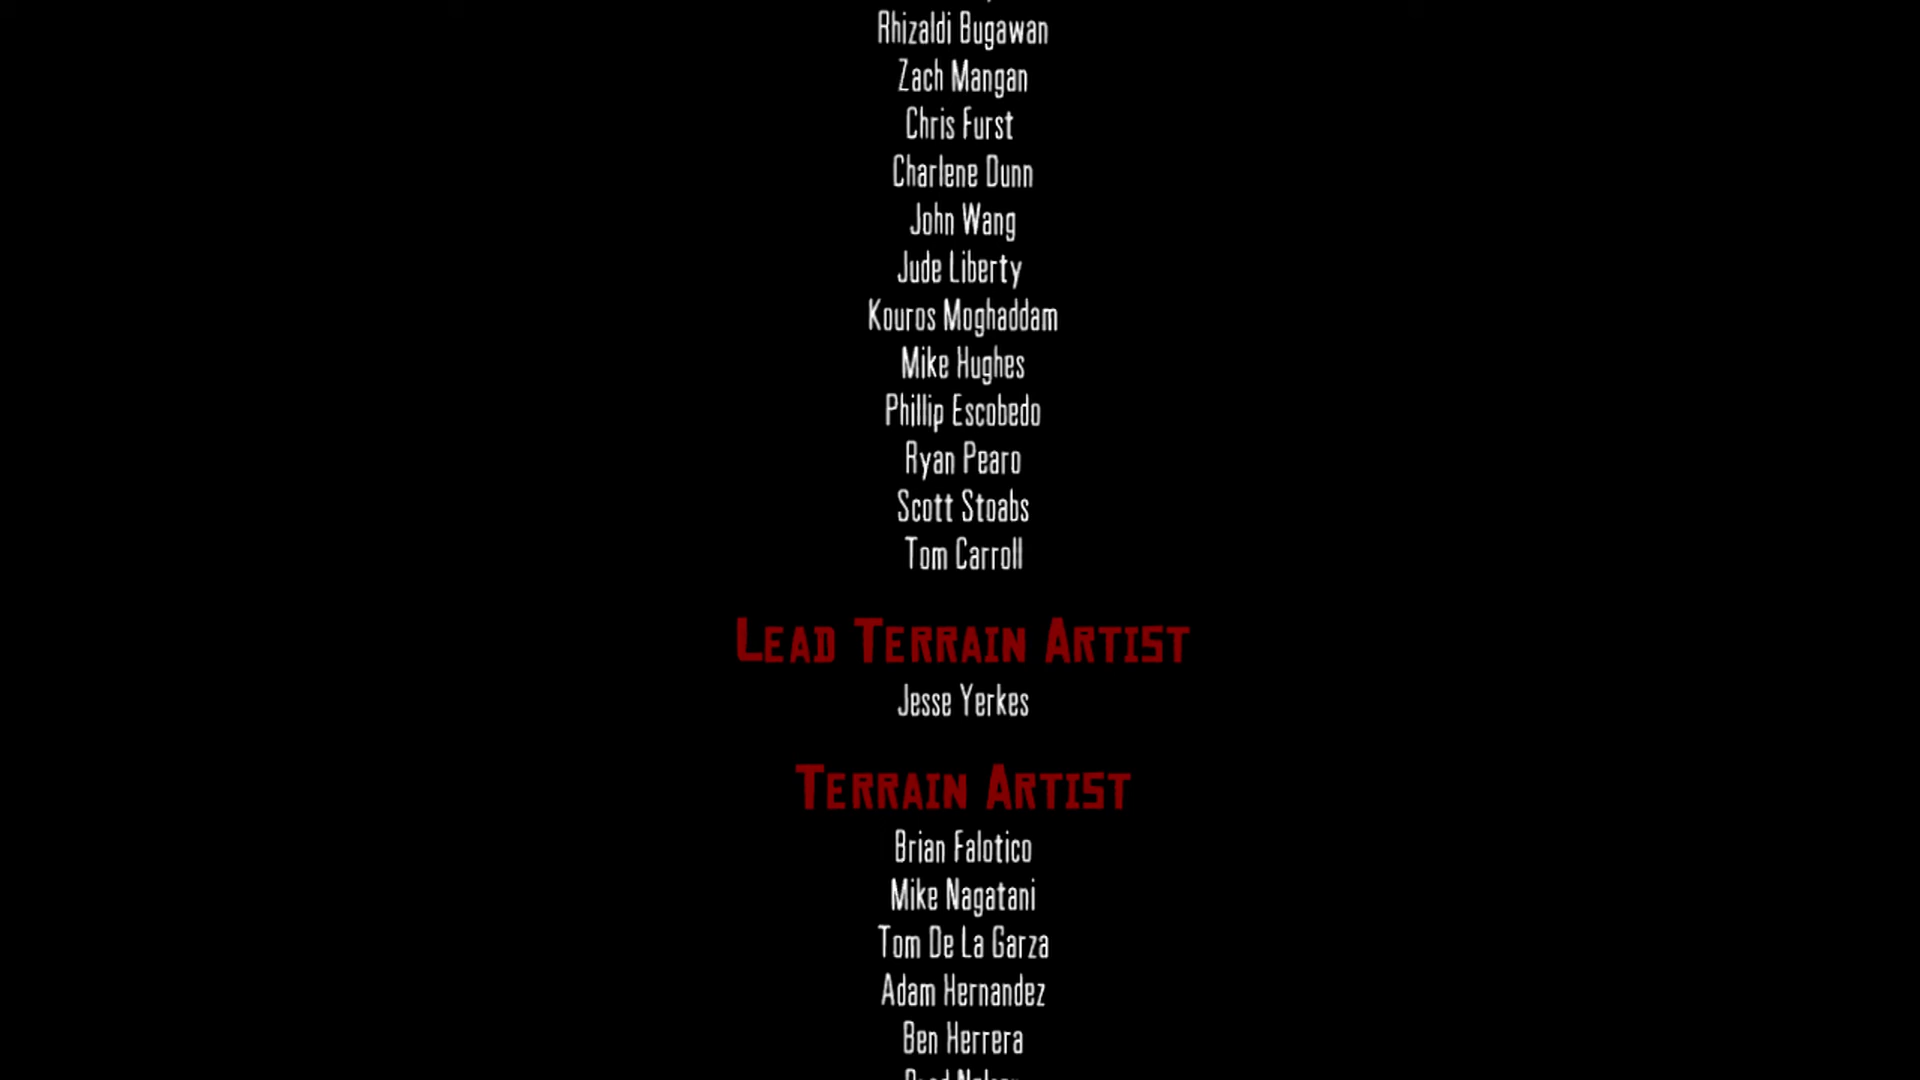 Rhizaldi Bugawan
Zach Mangan
Chris Furst
Charlene Dunn
John Wang
Jude Liberty
Kouros Moghaddam
Mike Hughes
Phillip Escobedo
Ryan Pearo
Scott Stoabs
Tom Carroll
Lead Terrain Artist
Jesse Yerkes
Terrain Artist
Brian Falotico
Mike Nagatani
Tom De La Garza
Adam Hernandez
Ben Herrera